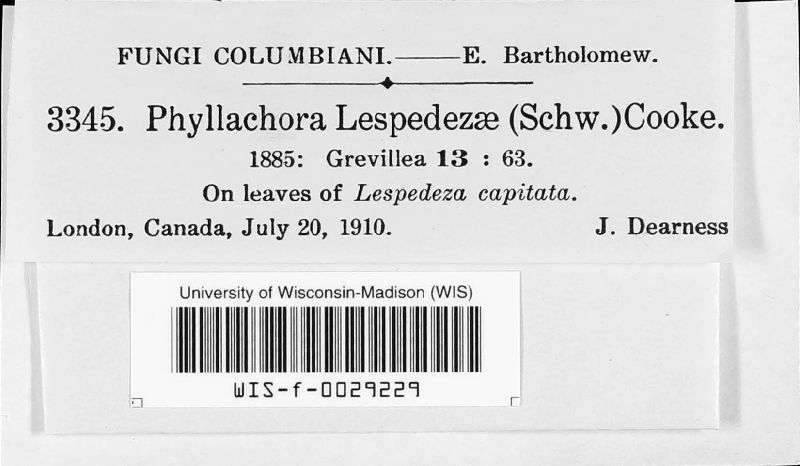 FUNGI COLUMBIANI.——E. Bartholomew.
3345. Phyllachora Lespedezæ (Schw.)Cooke.
1885: Grevillea 13 : 63.
On leaves of Lespedeza capitata.
London, Canada, July 20, 1910. J. Dearness
University of Wisconsin-Madison (WIS)
WIS-f-0029229